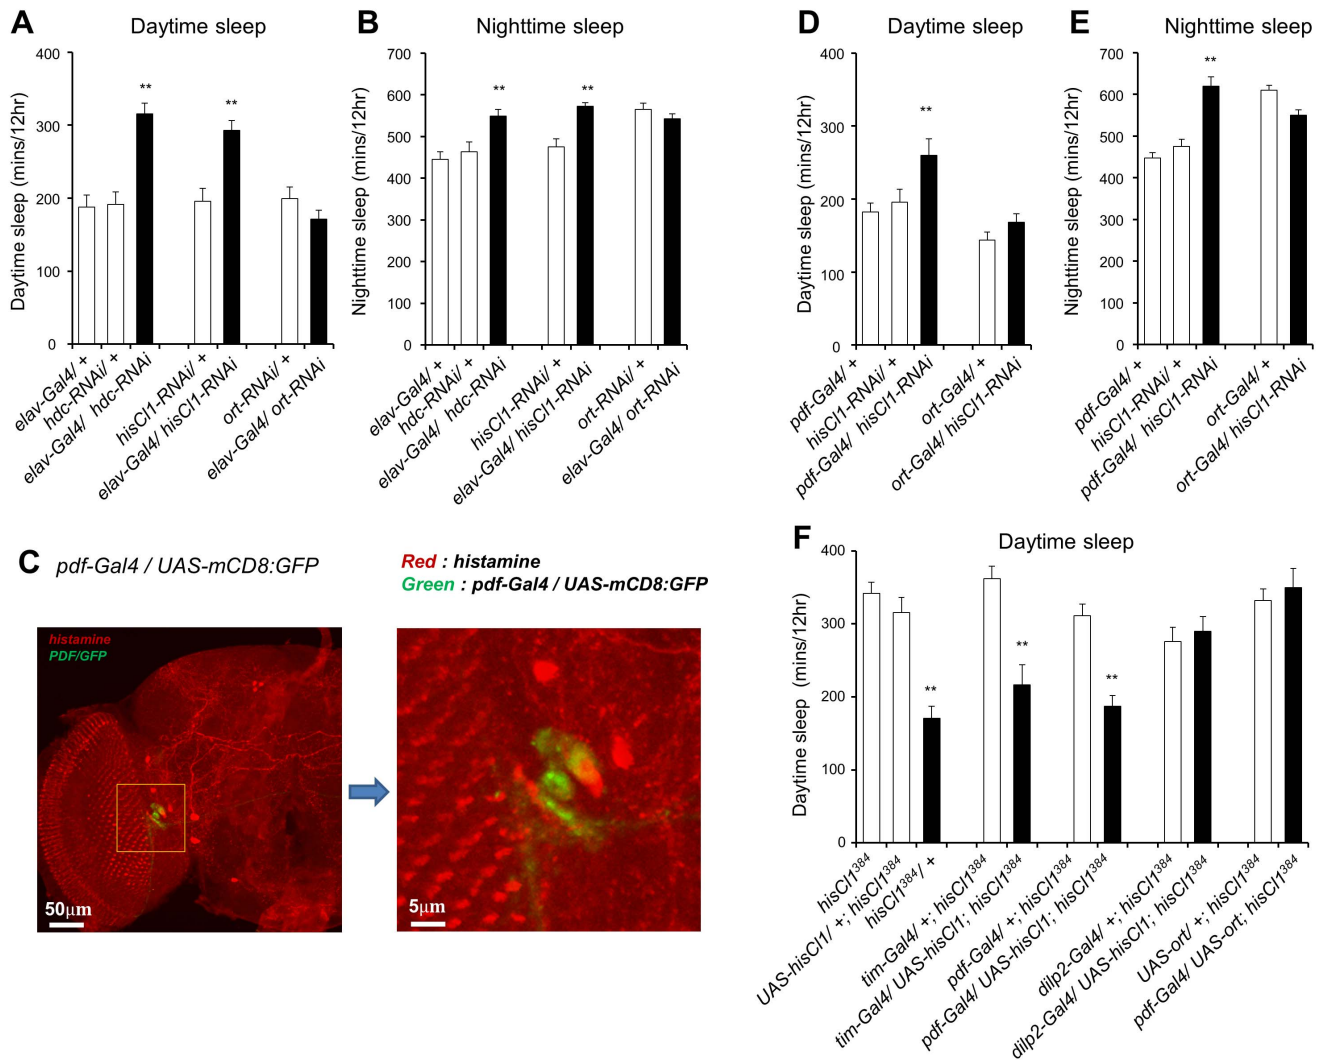 A
Daytime sleep
Daytime sleep (mins/12hr)
400
300
200
100
0
**
**
elav-Gal4/ +
hdc-RNAi/ +
elav-Gal4/ hdc-RNAi
hisCl1-RNAi/ +
elav-Gal4/ hisCl1-RNAi
ort-RNAi/ +
elav-Gal4/ ort-RNAi
B
Nighttime sleep
Nighttime sleep (mins/12hr)
700
600
500
400
300
200
100
0
**
**
elav-Gal4/ +
hdc-RNAi/ +
elav-Gal4/ hdc-RNAi
hisCl1-RNAi/ +
elav-Gal4/ hisCl1-RNAi
ort-RNAi/ +
elav-Gal4/ ort-RNAi
C
pdf-Gal4 / UAS-mCD8:GFP
Red : histamine
Green : pdf-Gal4 / UAS-mCD8:GFP
histamine
PDF/GFP
50μm
5μm
D
Daytime sleep
Daytime sleep (mins/12hr)
400
300
200
100
0
**
pdf-Gal4/ +
hisCl1-RNAi/ +
pdf-Gal4/ hisCl1-RNAi
ort-Gal4/ +
ort-Gal4/ hisCl1-RNAi
E
Nighttime sleep
Nighttime sleep (mins/12hr)
700
600
500
400
300
200
100
0
**
pdf-Gal4/ +
hisCl1-RNAi/ +
pdf-Gal4/ hisCl1-RNAi
ort-Gal4/ +
ort-Gal4/ hisCl1-RNAi
F
Daytime sleep
Daytime sleep (mins/12hr)
400
300
200
100
0
**
**
**
hisCl1³⁸⁴
UAS-hisCl1/ +; hisCl1³⁸⁴
hisCl1³⁸⁴/ +
tim-Gal4/ +; hisCl1³⁸⁴
tim-Gal4/ UAS-hisCl1; hisCl1³⁸⁴
pdf-Gal4/ +; hisCl1³⁸⁴
pdf-Gal4/ UAS-hisCl1; hisCl1³⁸⁴
dilp2-Gal4/ +; hisCl1³⁸⁴
dilp2-Gal4/ UAS-hisCl1; hisCl1³⁸⁴
UAS-ort/ +; hisCl1³⁸⁴
pdf-Gal4/ UAS-ort; hisCl1³⁸⁴